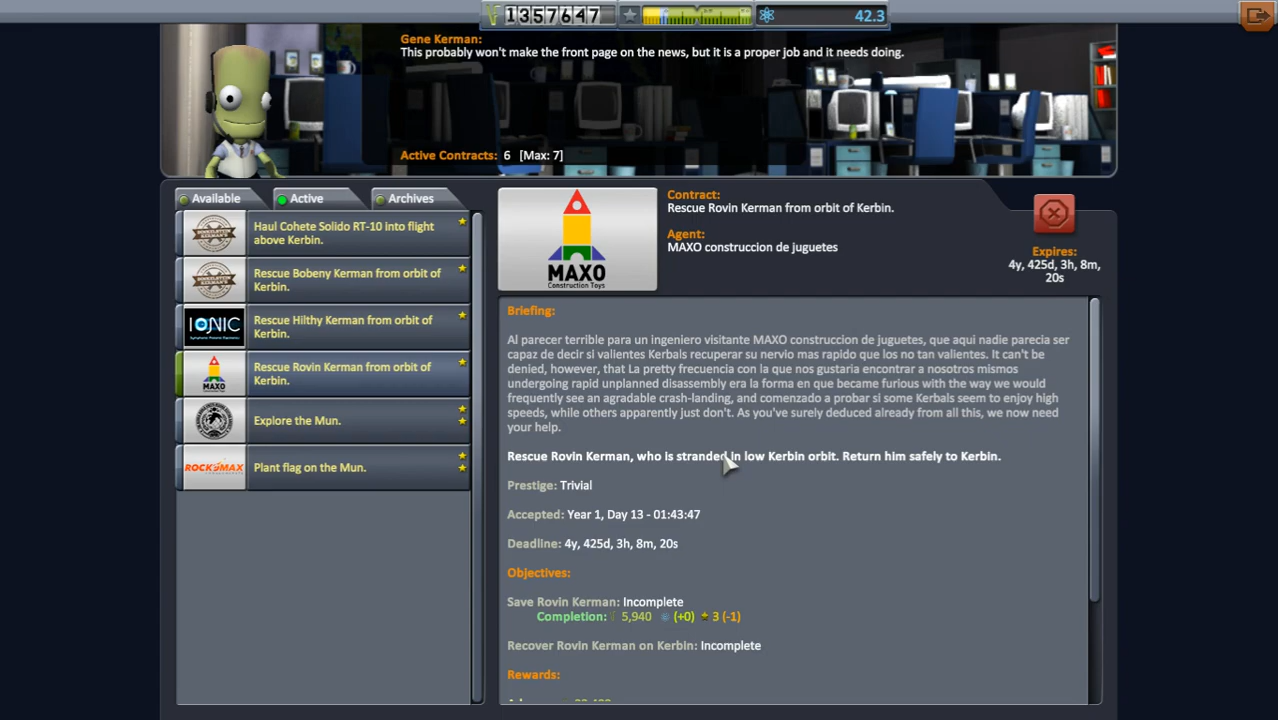 1357647
42.3
Gene Kerman:
This probably won't make the front page on the news, but it is a proper job and it needs doing.
Active Contracts: 6 [Max: 7]
Available
Active
Archives
Haul Cohete Solido RT-10 into flight
above Kerbin.
Rescue Bobeny Kerman from orbit of
Kerbin.
IONIC
Rescue Hilthy Kerman from orbit of
Kerbin.
MAXO
Rescue Rovin Kerman from orbit of
Kerbin.
Explore the Mun.
ROCKOMAX
Plant flag on the Mun.
MAXO
Construction Toys
Contract:
Rescue Rovin Kerman from orbit of Kerbin.
Agent:
MAXO construccion de juguetes
Expires:
4y, 425d, 3h, 8m,
20s
Briefing:
Al parecer terrible para un ingeniero visitante MAXO construccion de juguetes, que aqui nadie parecia ser
capaz de decir si valientes Kerbals recuperar su nervio mas rapido que los no tan valientes. It can't be
denied, however, that La pretty frecuencia con la que nos gustaria encontrar a nosotros mismos
undergoing rapid unplanned disassembly era la forma en que became furious with the way we would
frequently see an agradable crash-landing, and comenzado a probar si some Kerbals seem to enjoy high
speeds, while others apparently just don't. As you've surely deduced already from all this, we now need
your help.
Rescue Rovin Kerman, who is stranded in low Kerbin orbit. Return him safely to Kerbin.
Prestige: Trivial
Accepted: Year 1, Day 13 - 01:43:47
Deadline: 4y, 425d, 3h, 8m, 20s
Objectives:
Save Rovin Kerman: Incomplete
Completion: 5,940 (+0) 3 (-1)
Recover Rovin Kerman on Kerbin: Incomplete
Rewards: